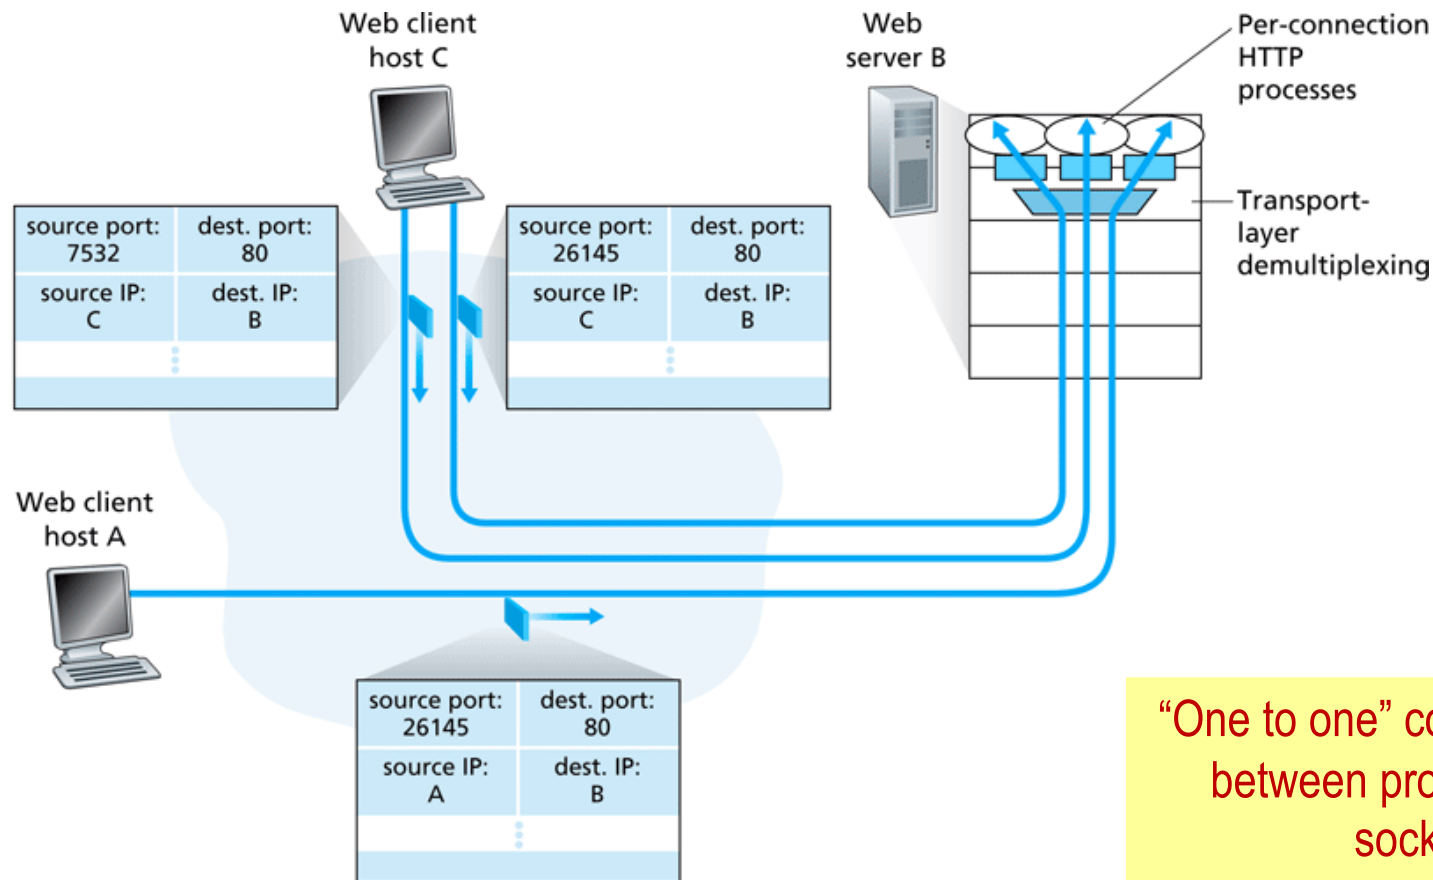 Web client
host C
Web
server B
Per-connection
HTTP
processes
Transport-
layer
demultiplexing
source port:
7532
dest. port:
80
source IP:
C
dest. IP:
B
source port:
26145
dest. port:
80
source IP:
C
dest. IP:
B
Web client
host A
source port:
26145
dest. port:
80
source IP:
A
dest. IP:
B
“One to one”
between